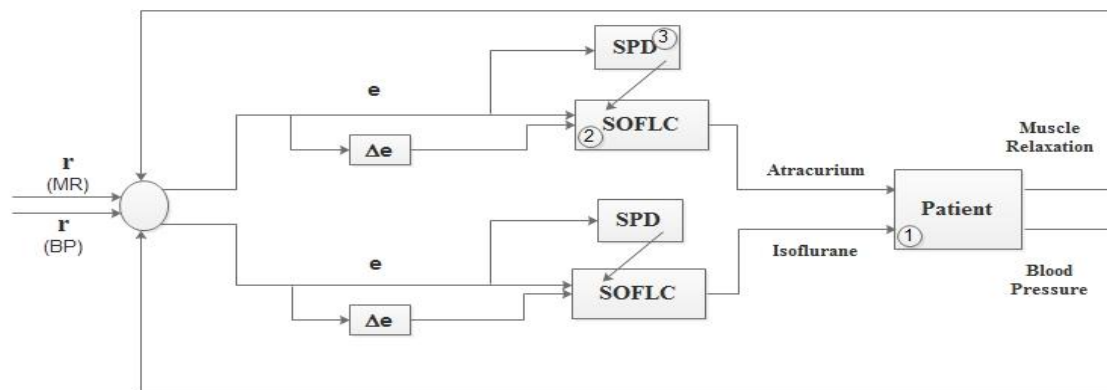 SPD 3
e
SOFLC
2
Δe
Muscle
Relaxation
r
(MR)
Atracurium
Patient
1
r
(BP)
SPD
e
Isoflurane
SOFLC
Blood
Pressure
Δe